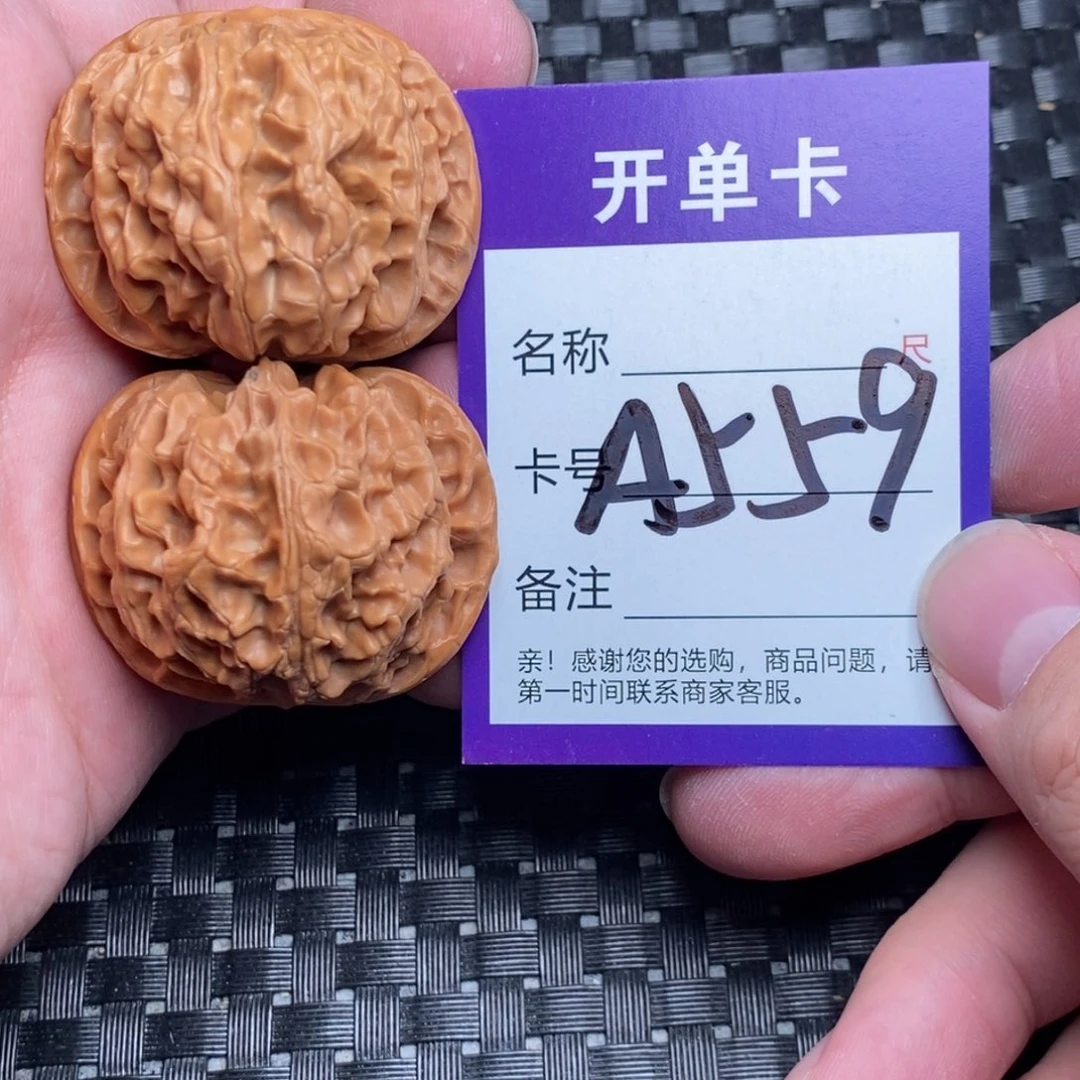 开单卡
名称
尺
卡号 A559
备注
亲！感谢您的选购，商品问题，请
第一时间联系商家客服。